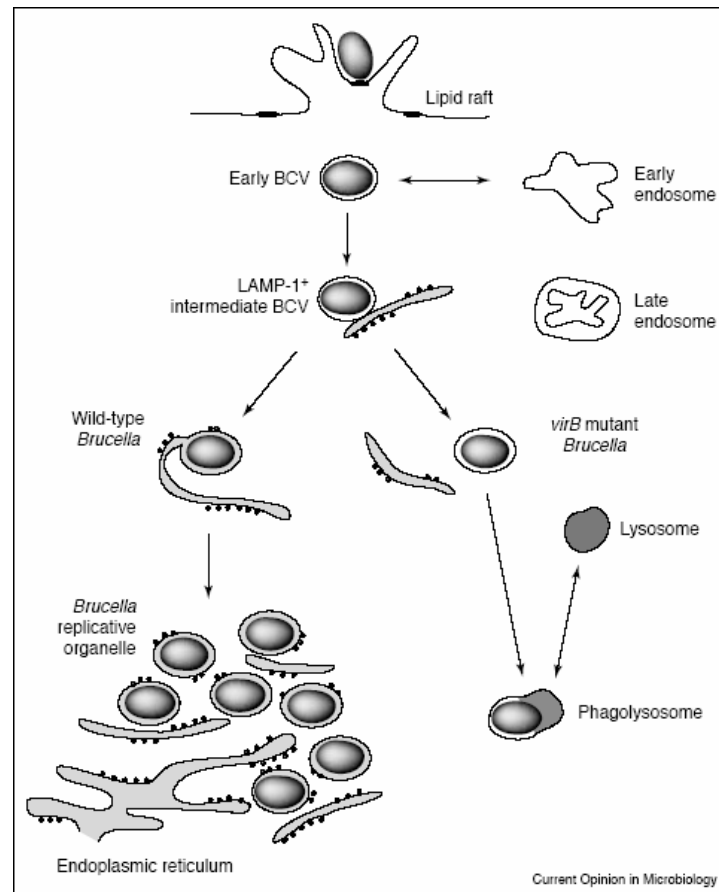 Lipid raft
Early BCV
Early
endosome
LAMP-1+
intermediate BCV
Late
endosome
Wild-type
Brucella
virB mutant
Brucella
Lysosome
Brucella
replicative
organelle
Phagolysosome
Endoplasmic reticulum
Current Opinion in Microbiology